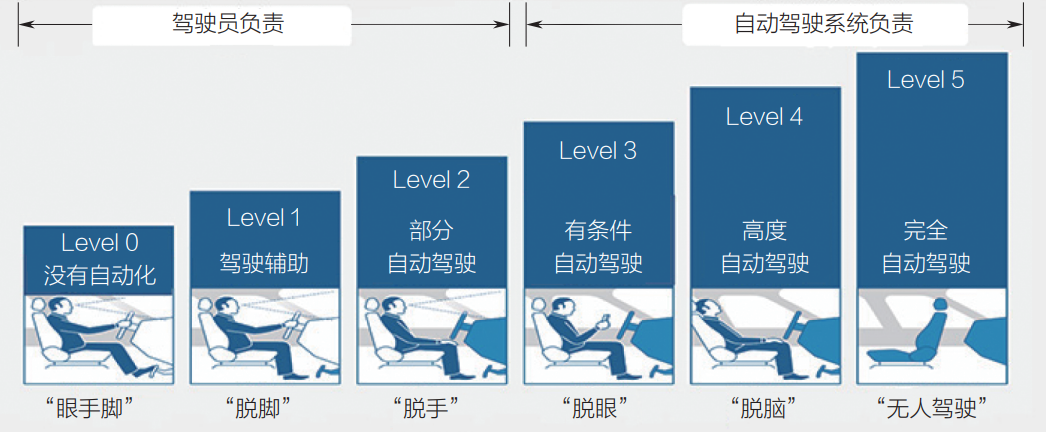 驾驶员负责
自动驾驶系统负责
Level 0
没有自动化
Level 1
驾驶辅助
Level 2
部分
自动驾驶
Level 3
有条件
自动驾驶
Level 4
高度
自动驾驶
Level 5
完全
自动驾驶
“眼手脚”
“脱脚”
“脱手”
“脱眼”
“脱脑”
“无人驾驶”